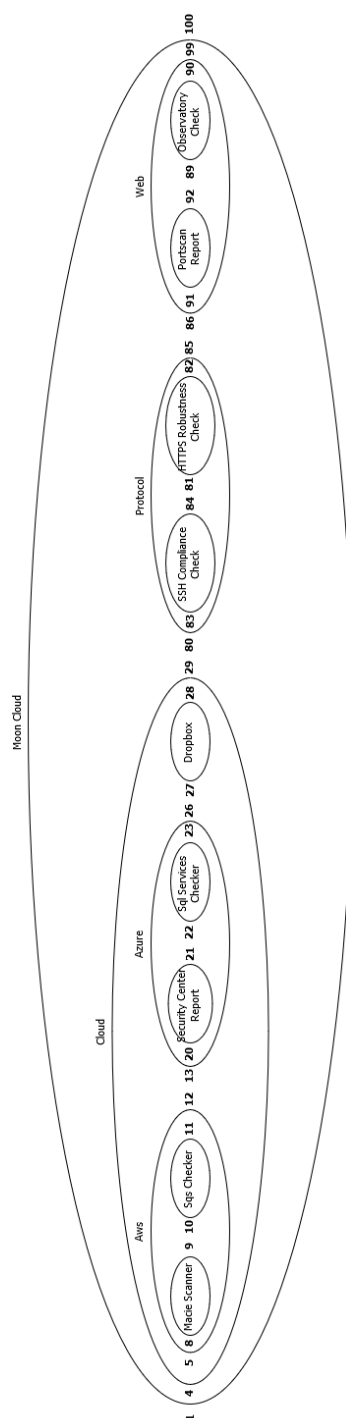 Moon Cloud
Cloud
Aws
Azure
Protocol
Web
1
4
5
8
Macie Scanner
9
10
Sqs Checker
11
12
13
20
Security Center
Report
21
22
Sql Services
Checker
23
26
27
Dropbox
28
29
80
83
SSH Compliance
Check
84
81
HTTPS Robustness
Check
82
85
86
91
Portscan
Report
92
89
Observatory
Check
90
99
100